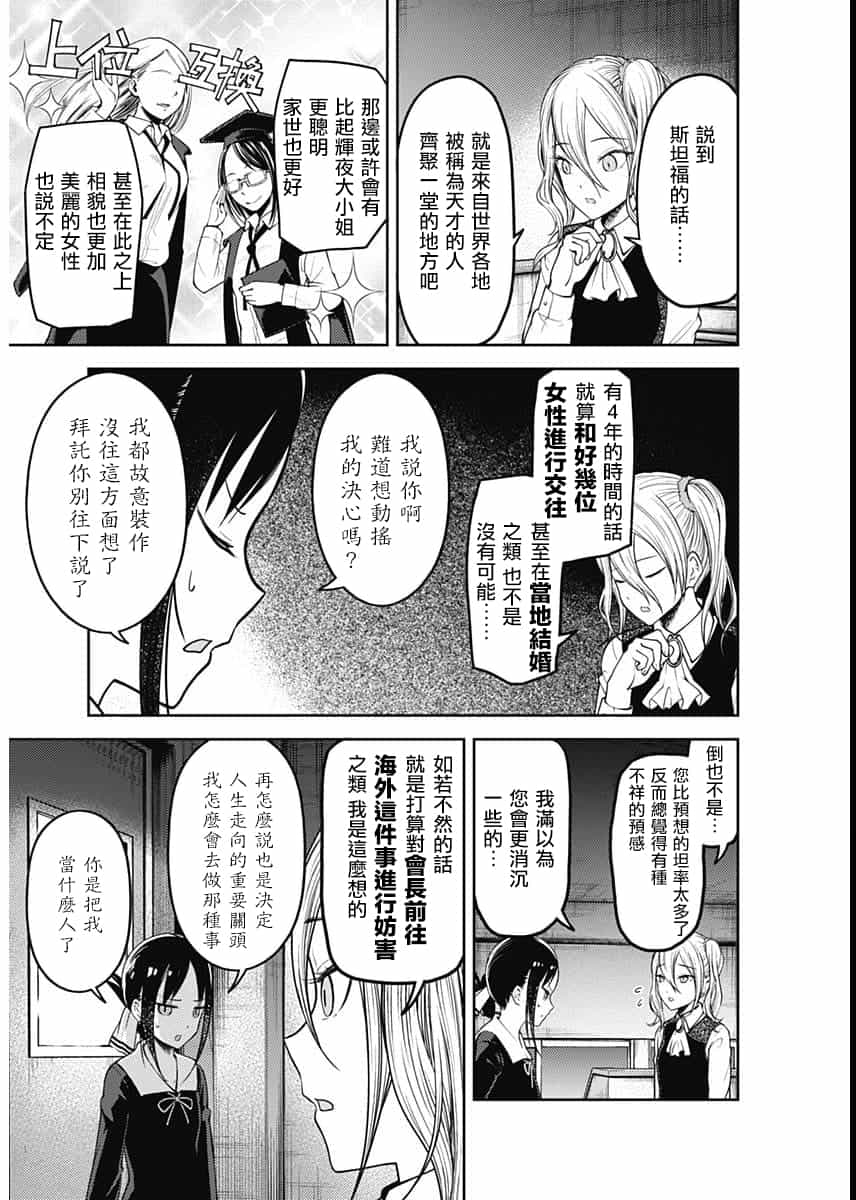 説到
斯坦福的話……
就是來自世界各地
被稱為天才的人
齊聚一堂的地方吧
那邊或許會有
比起輝夜大小姐
更聰明
家世也更好
上位互換
甚至在此之上
相貌也更加
美麗的女性
也說不定
有4年的時間的話
就算和好幾位
女性進行交往
甚至在當地結婚
之類 也不是
沒有可能……
我說你啊
難道想動搖
我的決心嗎?
我都故意裝作
沒往這方面想了
拜託你別往下說了
倒也不是…
您比預想的坦率太多了
反而總覺得有種
不祥的預感
我滿以為
您會更消沉
一些的…
如若不然的話
就是打算對會長前往
海外這件事進行妨害
之類 我是這麼想的
再怎麼說也是決定
人生走向的重要關頭
我怎麼會去做那種事
你是把我
當什麼人了